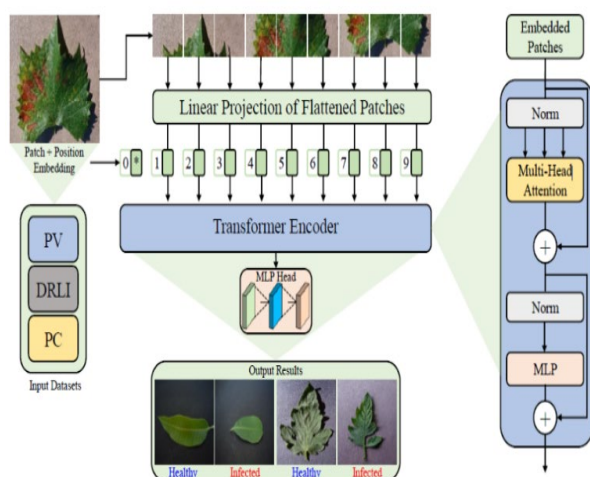 Linear Projection of Flattened Patches
Patch + Position
Embedding
0 * 1 2 3 4 5 6 7 8 9
Transformer Encoder
MLP Head
PV
DRLI
PC
Input Datasets
Output Results
Healthy Infected Healthy Infected
Embedded
Patches
Norm
Multi-Head
Attention
+
Norm
MLP
+